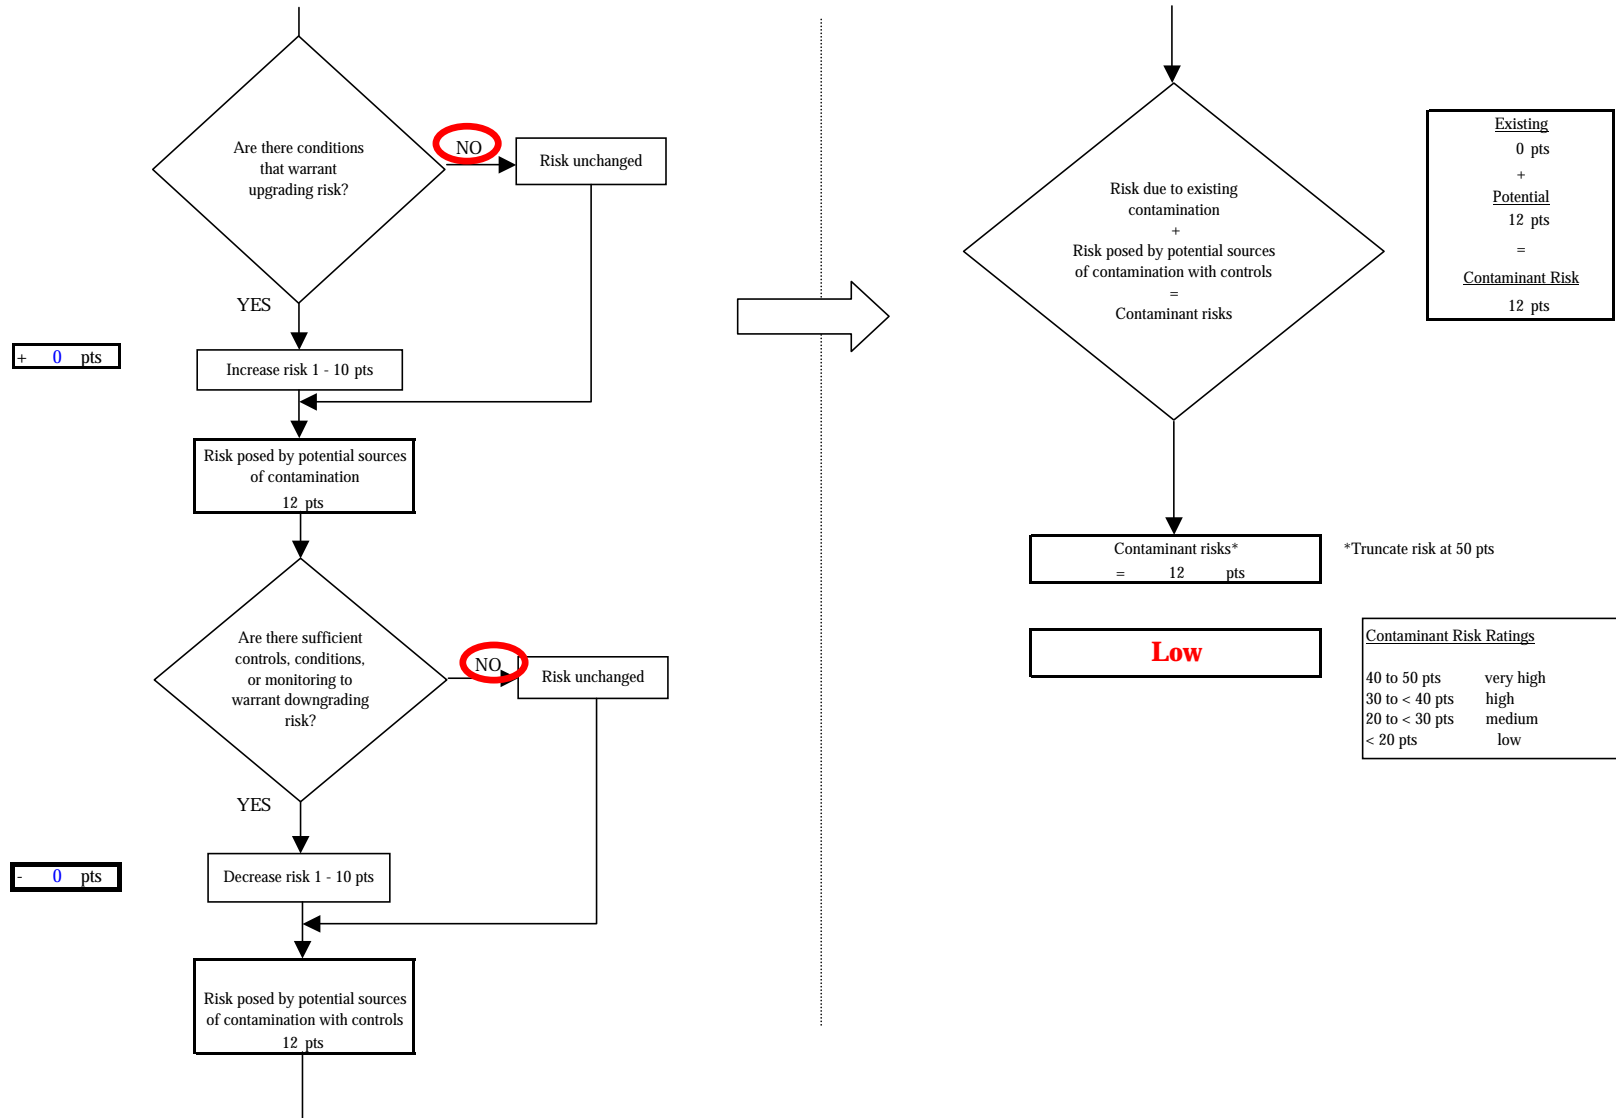 Are there conditions
that warrant
upgrading risk?
NO
Risk unchanged
YES
+ 0 pts
Increase risk 1 - 10 pts
Risk posed by potential sources
of contamination
12 pts
Are there sufficient
controls, conditions,
or monitoring to
warrant downgrading
risk?
NO
Risk unchanged
YES
- 0 pts
Decrease risk 1 - 10 pts
Risk posed by potential sources
of contamination with controls
12 pts
Risk due to existing
contamination
+
Risk posed by potential sources
of contamination with controls
=
Contaminant risks
Existing
0 pts
+
Potential
12 pts
=
Contaminant Risk
12 pts
Contaminant risks*
= 12 pts
*Truncate risk at 50 pts
Low
Contaminant Risk Ratings
40 to 50 pts very high
30 to < 40 pts high
20 to < 30 pts medium
< 20 pts low